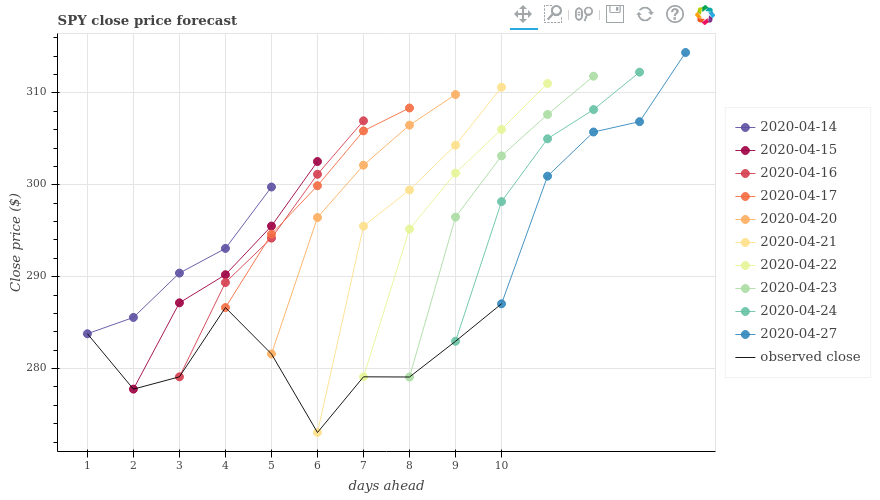 SPY close price forecast
310
300
290
280
Close price ($)
1 2 3 4 5 6 7 8 9 10
days ahead
2020-04-14
2020-04-15
2020-04-16
2020-04-17
2020-04-20
2020-04-21
2020-04-22
2020-04-23
2020-04-24
2020-04-27
observed close